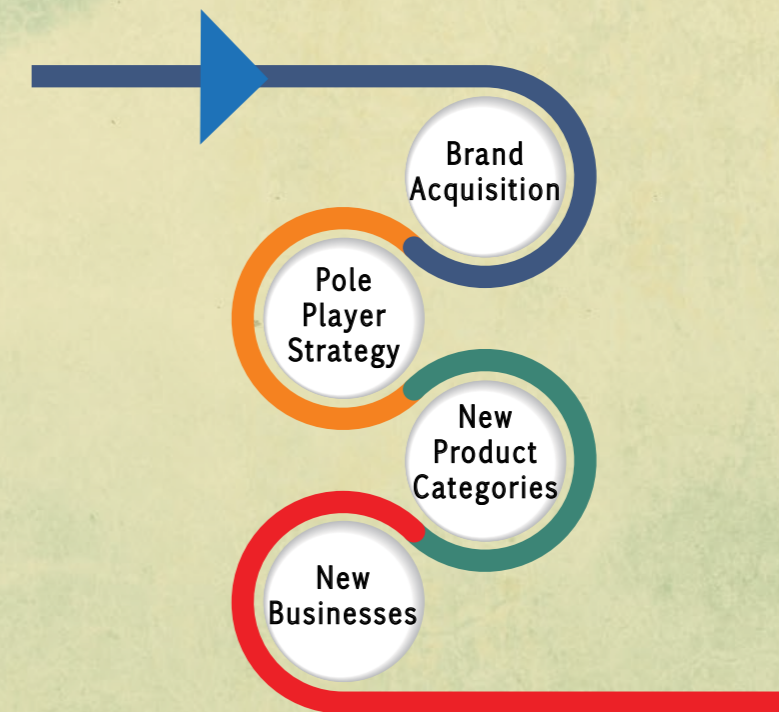 Brand
Acquisition
Pole
Player
Strategy
New
Product
Categories
New
Businesses